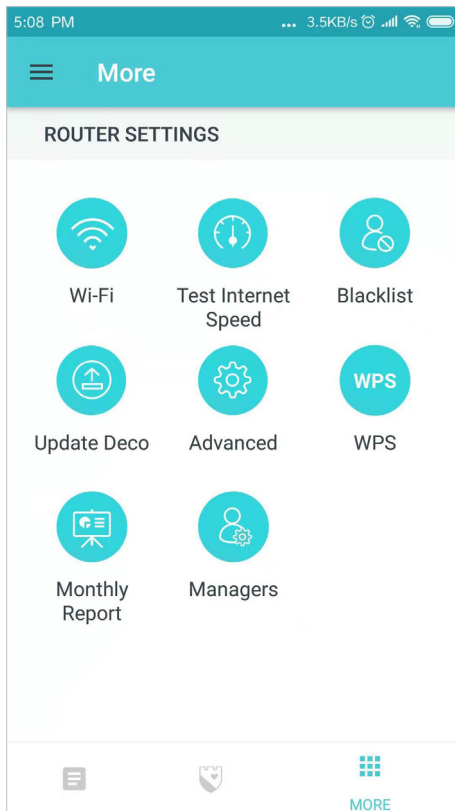 5:08 PM ... 3.5KB/s
More
ROUTER SETTINGS
Wi-Fi
Test Internet
Speed
Blacklist
Update Deco
Advanced
WPS
WPS
Monthly
Report
Managers
MORE